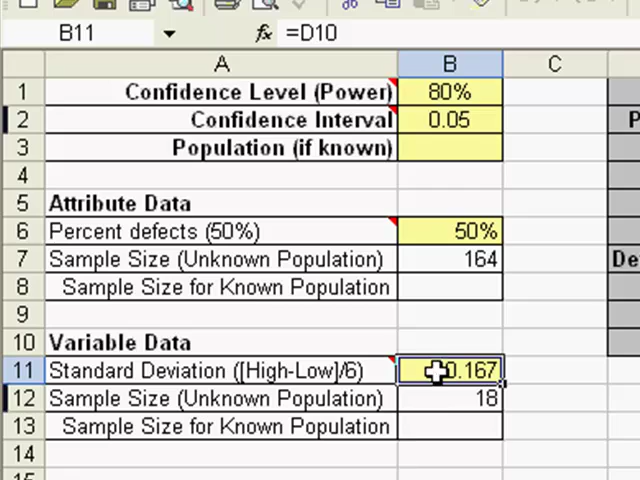 B11 fx =D10
A B C
1 Confidence Level (Power) 80%
2 Confidence Interval 0.05 P
3 Population (if known)
4
5 Attribute Data
6 Percent defects (50%) 50%
7 Sample Size (Unknown Population) 164 De
8 Sample Size for Known Population
9
10 Variable Data
11 Standard Deviation ([High-Low]/6) 0.167
12 Sample Size (Unknown Population) 18
13 Sample Size for Known Population
14
15